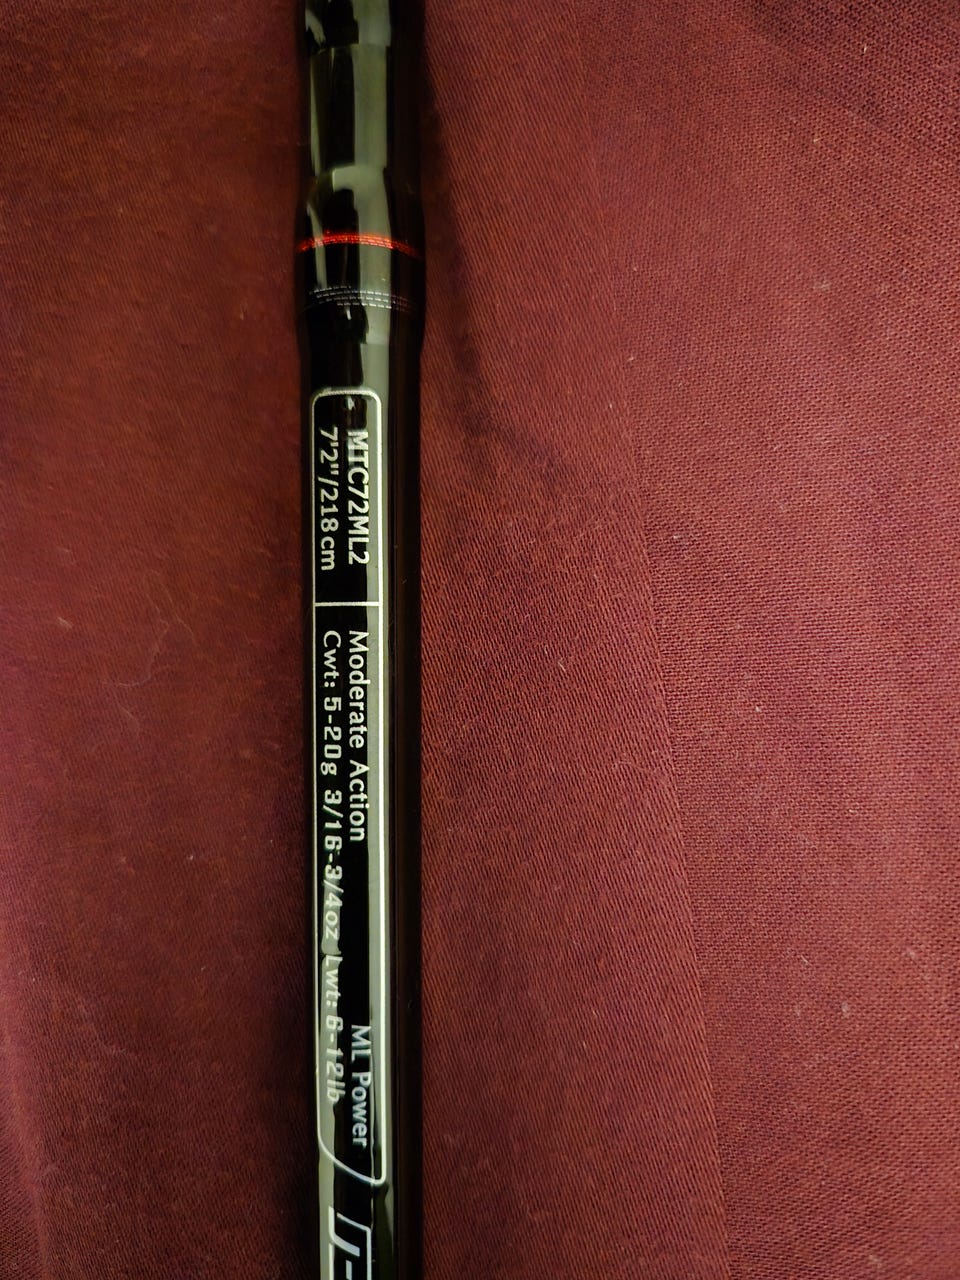 MTC72ML2
7'2"/218cm
Moderate Action ML Power
Cwt: 5-20g 3/16-3/4oz Lwt: 6-12lb
J-